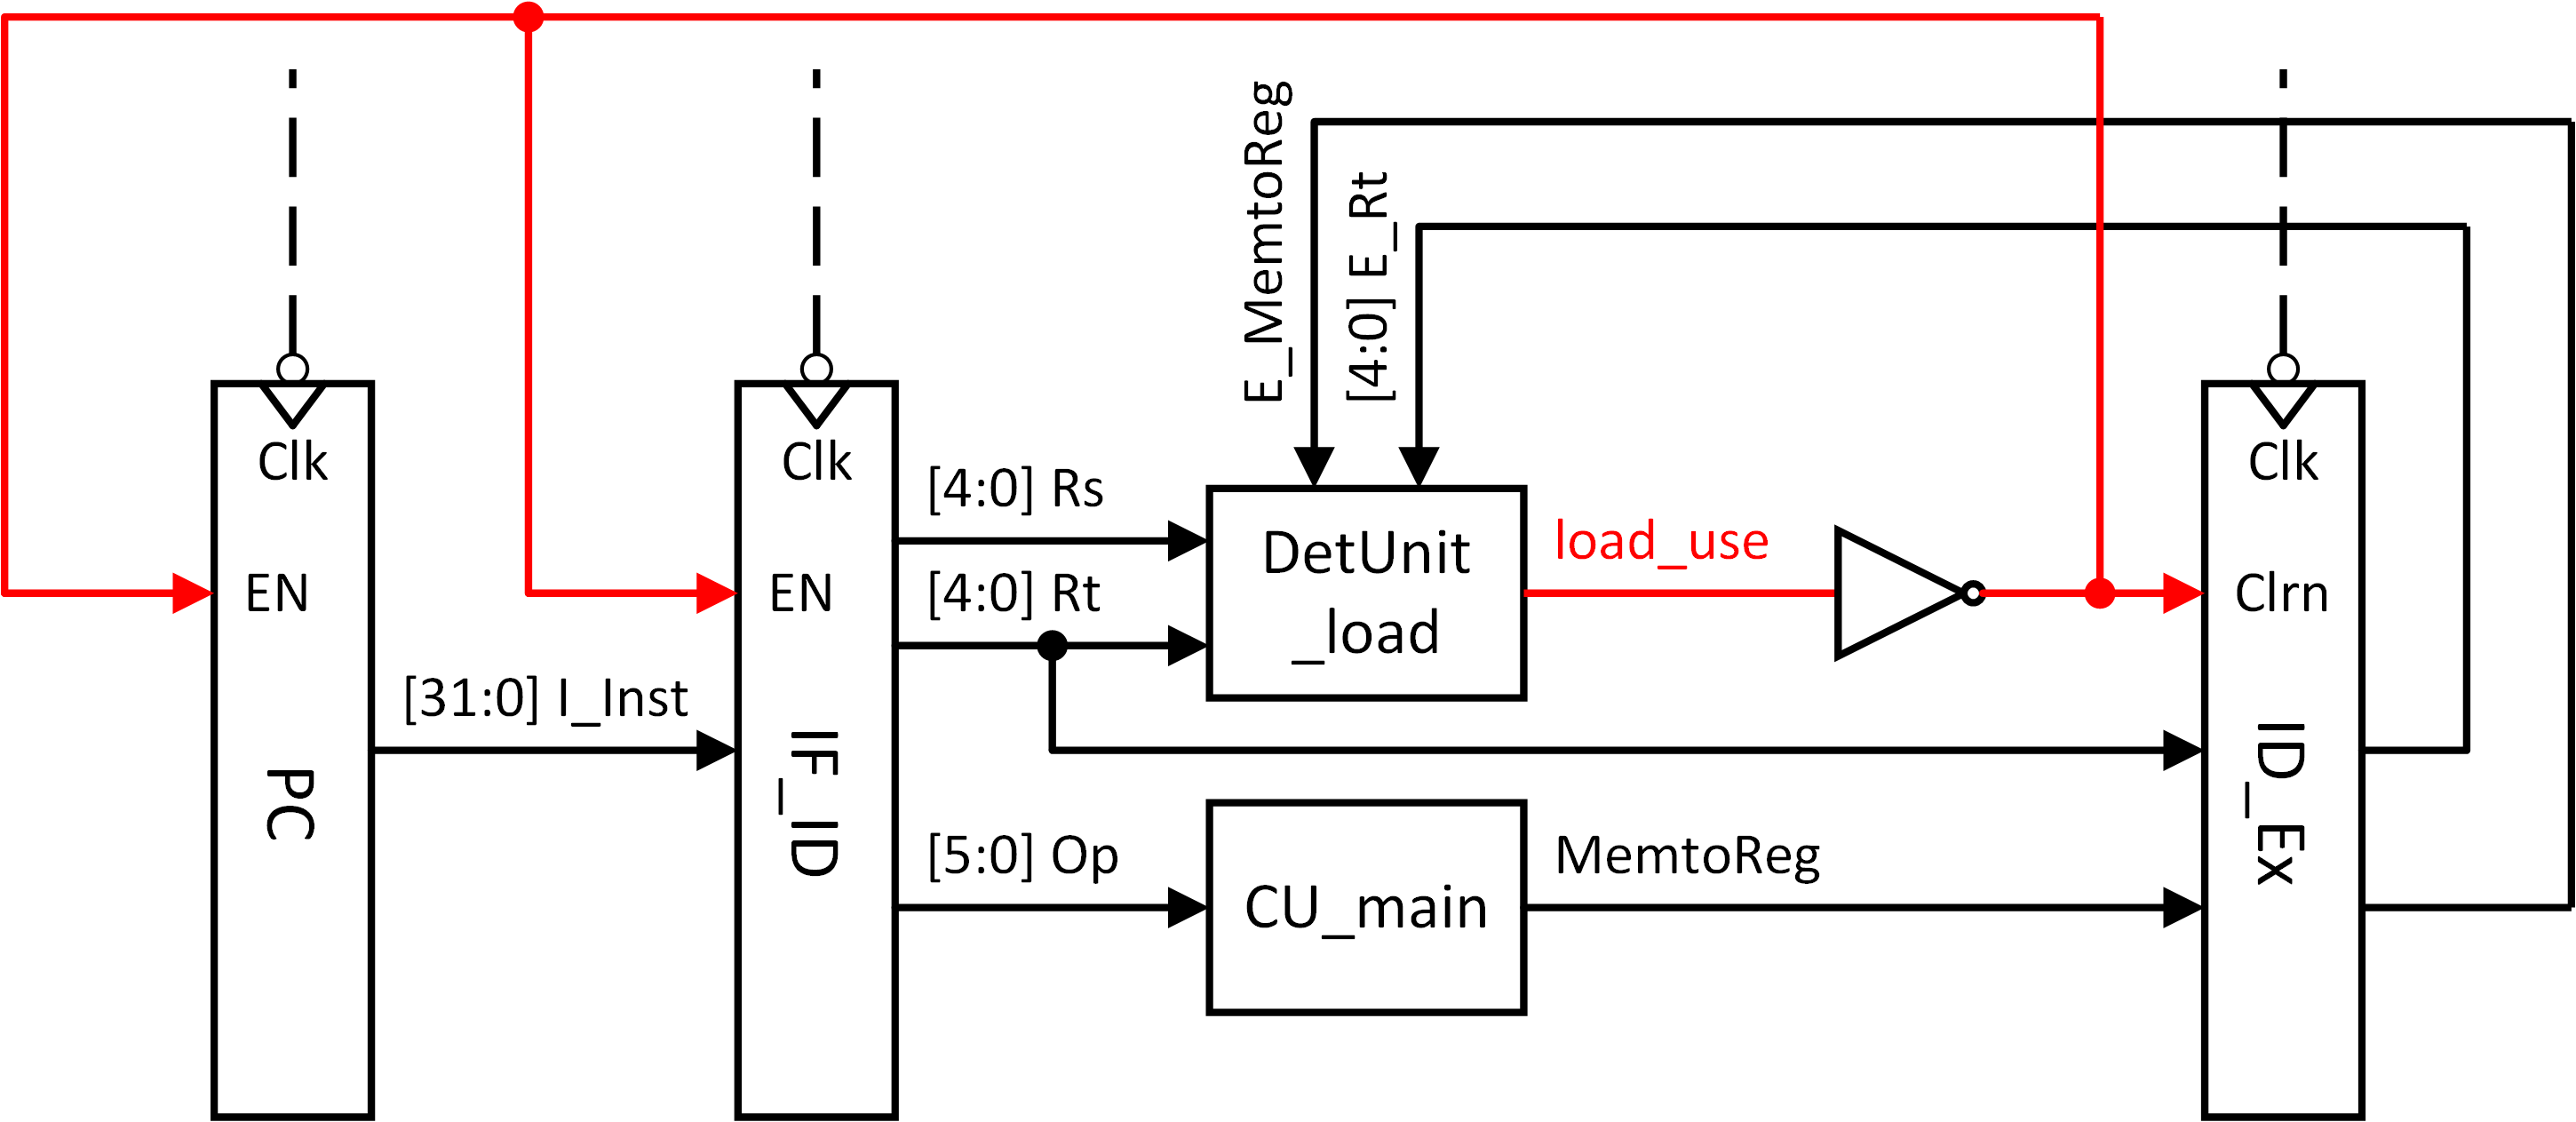 E_MemtoReg
[4:0] E_Rt
Clk
Clk
Clk
[4:0] Rs
DetUnit
_load
load_use
EN
EN
[4:0] Rt
Clrn
[31:0] I_Inst
PC
IF_ID
ID_Ex
[5:0] Op
CU_main
MemtoReg